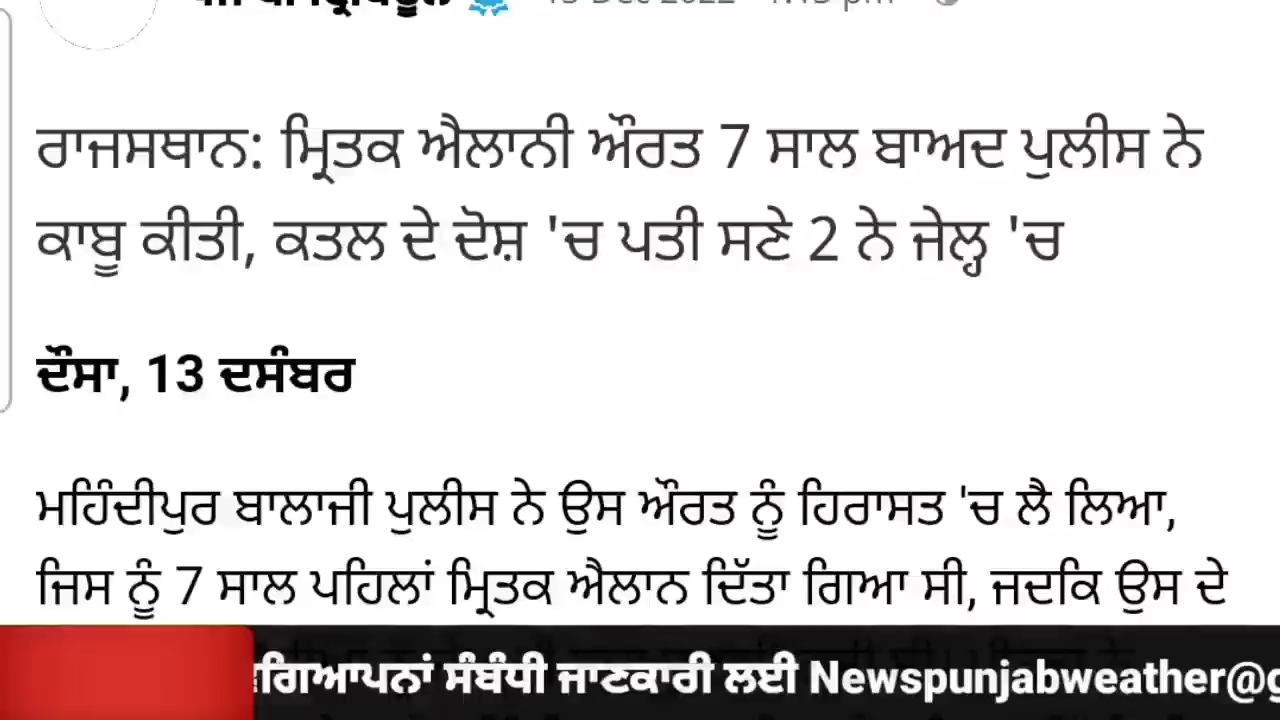 ਰਾਜਸਥਾਨ: ਮ੍ਰਿਤਕ ਐਲਾਨੀ ਔਰਤ 7 ਸਾਲ ਬਾਅਦ ਪੁਲੀਸ ਨੇ
ਕਾਬੂ ਕੀਤੀ, ਕਤਲ ਦੇ ਦੋਸ਼ 'ਚ ਪਤੀ ਸਣੇ 2 ਨੇ ਜੇਲ੍ਹ 'ਚ
ਦੌਸਾ, 13 ਦਸੰਬਰ
ਮਹਿੰਦੀਪੁਰ ਬਾਲਾਜੀ ਪੁਲੀਸ ਨੇ ਉਸ ਔਰਤ ਨੂੰ ਹਿਰਾਸਤ 'ਚ ਲੈ ਲਿਆ,
ਜਿਸ ਨੂੰ 7 ਸਾਲ ਪਹਿਲਾਂ ਮ੍ਰਿਤਕ ਐਲਾਨ ਦਿੱਤਾ ਗਿਆ ਸੀ, ਜਦਕਿ ਉਸ ਦੇ
ਸੰਬੰਧੀ ਜਾਣਕਾਰੀ ਲਈ Newspunjabweather@g